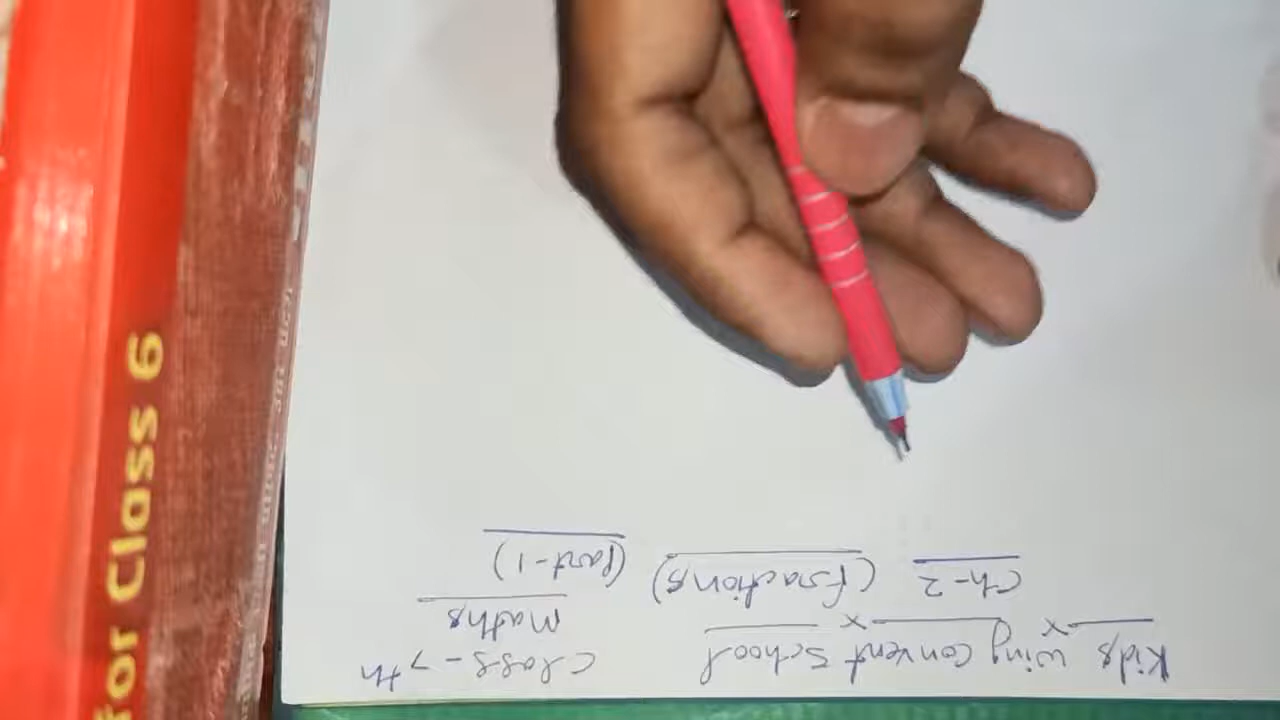 Kids wing convent School
class - 7th
Maths
Ch-2 (Fractions) (Part-1)
For Class 6